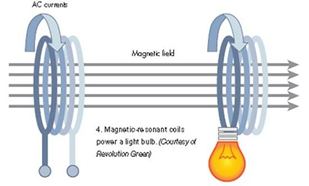 AC currents
Magnetic field
4. Magnetic-resonant coils
power a light bulb. (Courtesy of
Revolution Green)